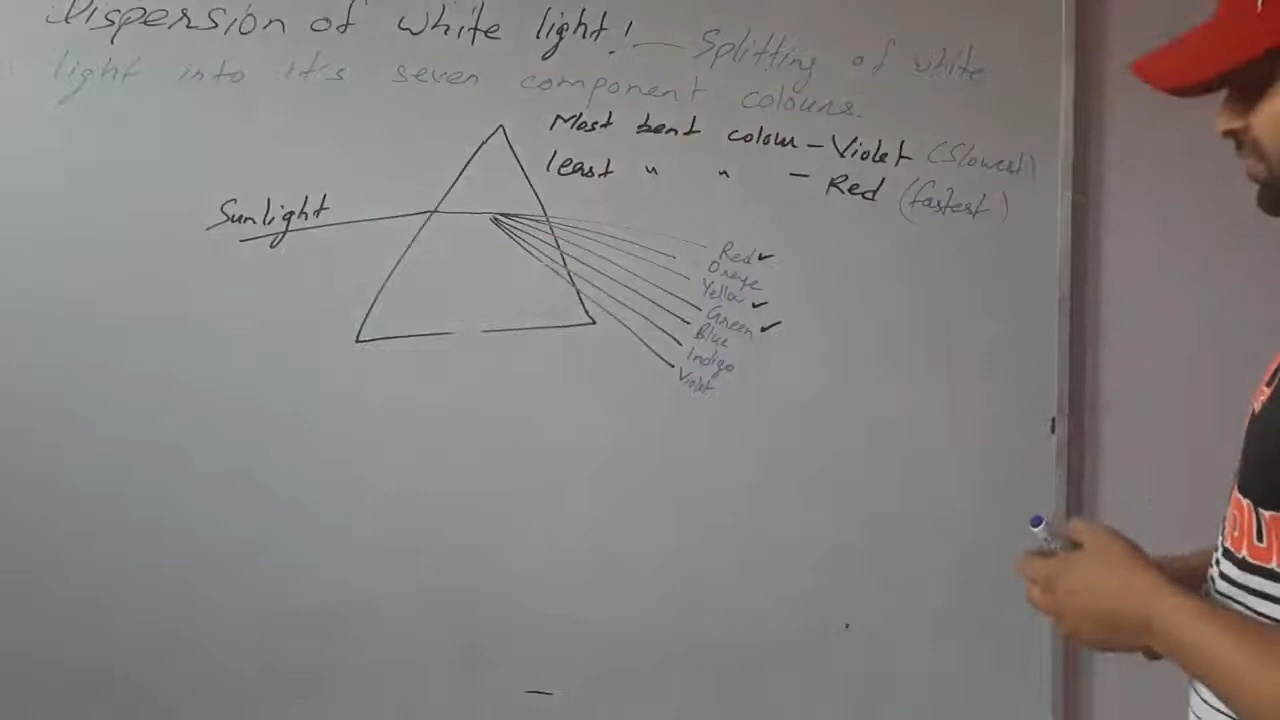 Dispersion of white light! — Splitting of white
light into it's seven component colours.
Most bent colour - Violet (Slowest)
least " " - Red (fastest)
Sunlight
Red ✓
Orange
Yellow ✓
Green ✓
Blue
Indigo
Violet